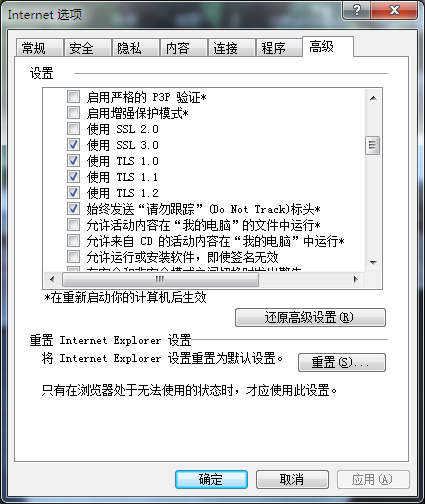 Internet 选项
常规 安全 隐私 内容 连接 程序 高级
设置
启用严格的 P3P 验证*
启用增强保护模式*
使用 SSL 2.0
使用 SSL 3.0
使用 TLS 1.0
使用 TLS 1.1
使用 TLS 1.2
始终发送“请勿跟踪”(Do Not Track)标头*
允许活动内容在“我的电脑”的文件中运行*
允许来自 CD 的活动内容在“我的电脑”中运行*
允许运行或安装软件，即使签名无效
*在重新启动你的计算机后生效
还原高级设置(R)
重置 Internet Explorer 设置
将 Internet Explorer 设置重置为默认设置。
重置(S)...
只有在浏览器处于无法使用的状态时，才应使用此设置。
确定 取消 应用(A)